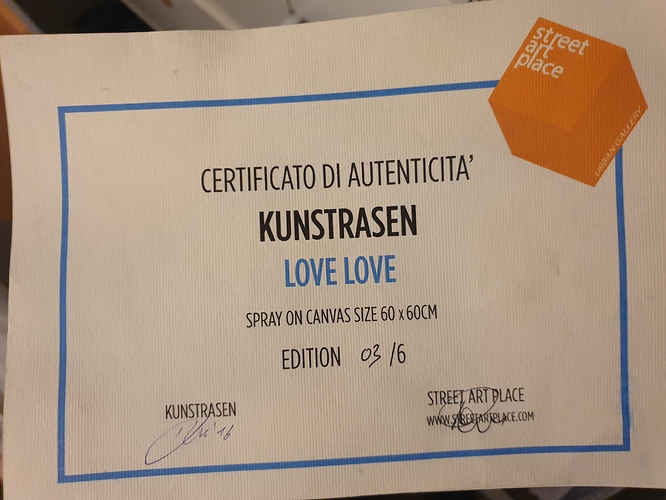 street
art
place
URBAN GALLERY
CERTIFICATO DI AUTENTICITA'
KUNSTRASEN
LOVE LOVE
SPRAY ON CANVAS SIZE 60 x 60CM
EDITION 03 /6
KUNSTRASEN
'16
STREET ART PLACE
WWW.STREETARTPLACE.COM